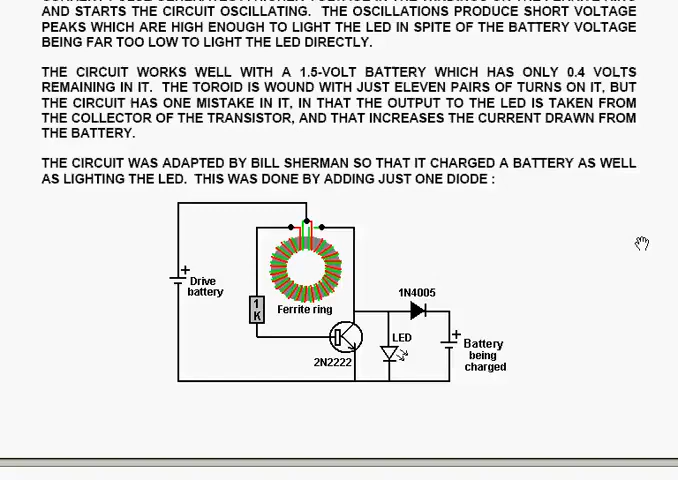 AND STARTS THE CIRCUIT OSCILLATING. THE OSCILLATIONS PRODUCE SHORT VOLTAGE
PEAKS WHICH ARE HIGH ENOUGH TO LIGHT THE LED IN SPITE OF THE BATTERY VOLTAGE
BEING FAR TOO LOW TO LIGHT THE LED DIRECTLY.
THE CIRCUIT WORKS WELL WITH A 1.5-VOLT BATTERY WHICH HAS ONLY 0.4 VOLTS
REMAINING IN IT. THE TOROID IS WOUND WITH JUST ELEVEN PAIRS OF TURNS ON IT, BUT
THE CIRCUIT HAS ONE MISTAKE IN IT, IN THAT THE OUTPUT TO THE LED IS TAKEN FROM
THE COLLECTOR OF THE TRANSISTOR, AND THAT INCREASES THE CURRENT DRAWN FROM
THE BATTERY.
THE CIRCUIT WAS ADAPTED BY BILL SHERMAN SO THAT IT CHARGED A BATTERY AS WELL
AS LIGHTING THE LED. THIS WAS DONE BY ADDING JUST ONE DIODE :
+
Drive
battery
1
K
Ferrite ring
2N2222
1N4005
LED
+
Battery
being
charged